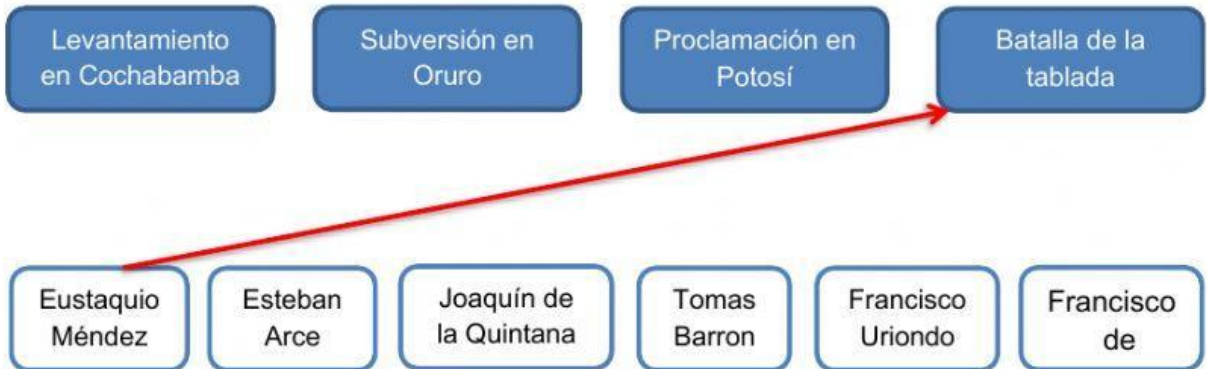 Levantamiento
en Cochabamba
Subversión en
Oruro
Proclamación en
Potosí
Batalla de la
tablada
Eustaquio
Méndez
Esteban
Arce
Joaquín de
la Quintana
Tomas
Barron
Francisco
Uriondo
Francisco
de